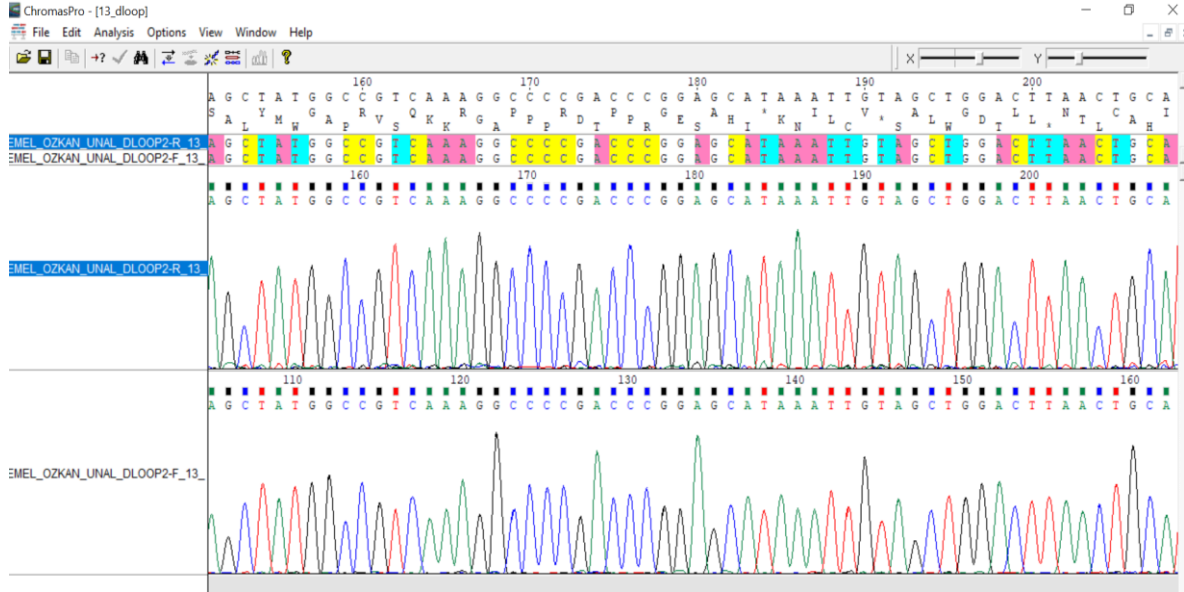 ChromasPro - [13_dloop]
File Edit Analysis Options View Window Help
X Y
160 170 180 190 200
A G C T A T G G C C G T C A A A G G C C C C G A C C C G G A G C A T A A A T T G T A G C T G G A C T T A A C T G C A
S Y G R Q R P R P G A * I V A G L N C I
A M A V K G P D P E H K L * L D L T A
L W P S K A P T R S I N C S W T * L H
EMEL_OZKAN_UNAL_DLOOP2-R_13_ A G C T A T G G C C G T C A A A G G C C C C G A C C C G G A G C A T A A A T T G T A G C T G G A C T T A A C T G C A
EMEL_OZKAN_UNAL_DLOOP2-F_13_ A G C T A T G G C C G T C A A A G G C C C C G A C C C G G A G C A T A A A T T G T A G C T G G A C T T A A C T G C A
160 170 180 190 200
A G C T A T G G C C G T C A A A G G C C C C G A C C C G G A G C A T A A A T T G T A G C T G G A C T T A A C T G C A
EMEL_OZKAN_UNAL_DLOOP2-R_13_
110 120 130 140 150 160
A G C T A T G G C C G T C A A A G G C C C C G A C C C G G A G C A T A A A T T G T A G C T G G A C T T A A C T G C A
EMEL_OZKAN_UNAL_DLOOP2-F_13_